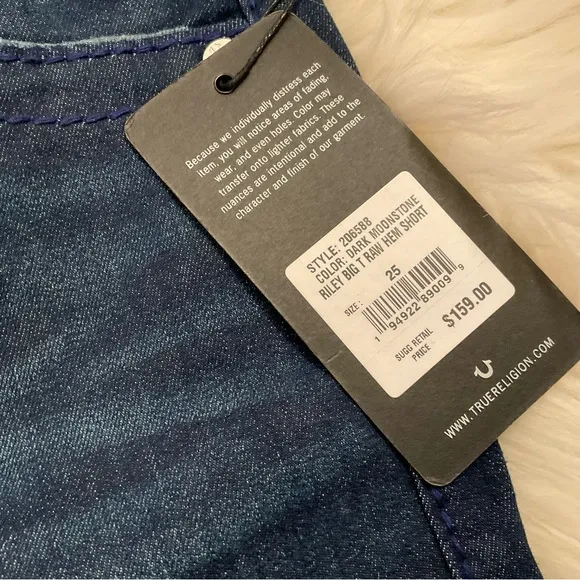 Because we individually distress each
item, you will notice areas of fading,
wear, and even holes. Color may
transfer onto lighter fabrics. These
nuances are intentional and add to the
character and finish of our garment.
STYLE: 206588
COLOR: DARK MOONSTONE
RILEY BIG T RAW HEM SHORT
SIZE: 25
1 94922 89009 9
SUGG RETAIL
PRICE
$159.00
WWW.TRUERELIGION.COM